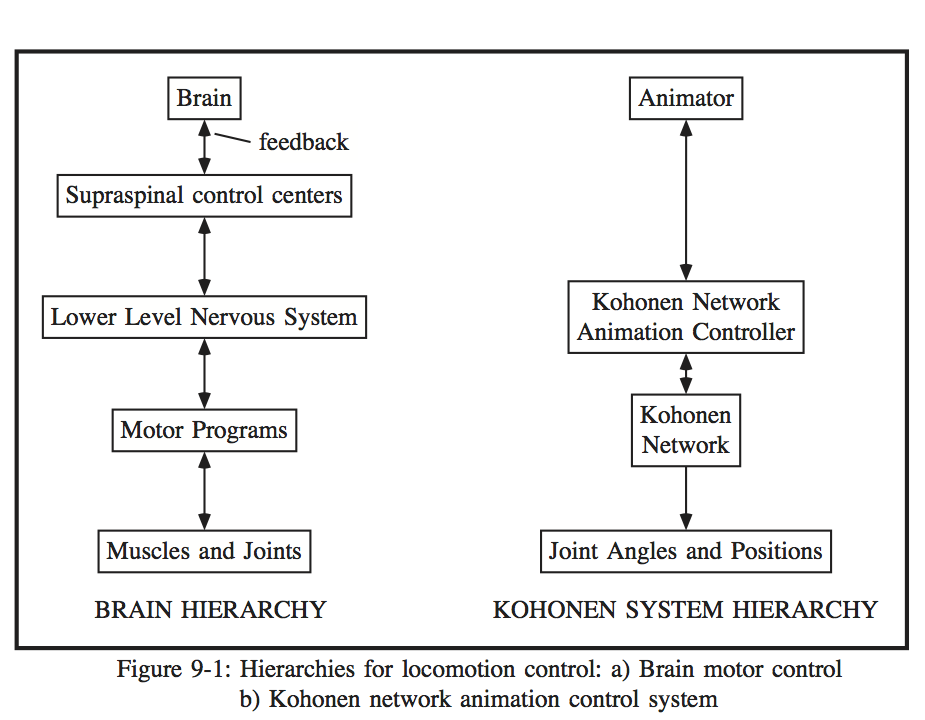 Brain
feedback
Supraspinal control centers
Lower Level Nervous System
Motor Programs
Muscles and Joints
BRAIN HIERARCHY
Animator
Kohonen Network
Animation Controller
Kohonen
Network
Joint Angles and Positions
KOHONEN SYSTEM HIERARCHY
Figure 9-1: Hierarchies for locomotion control: a) Brain motor control
b) Kohonen network animation control system